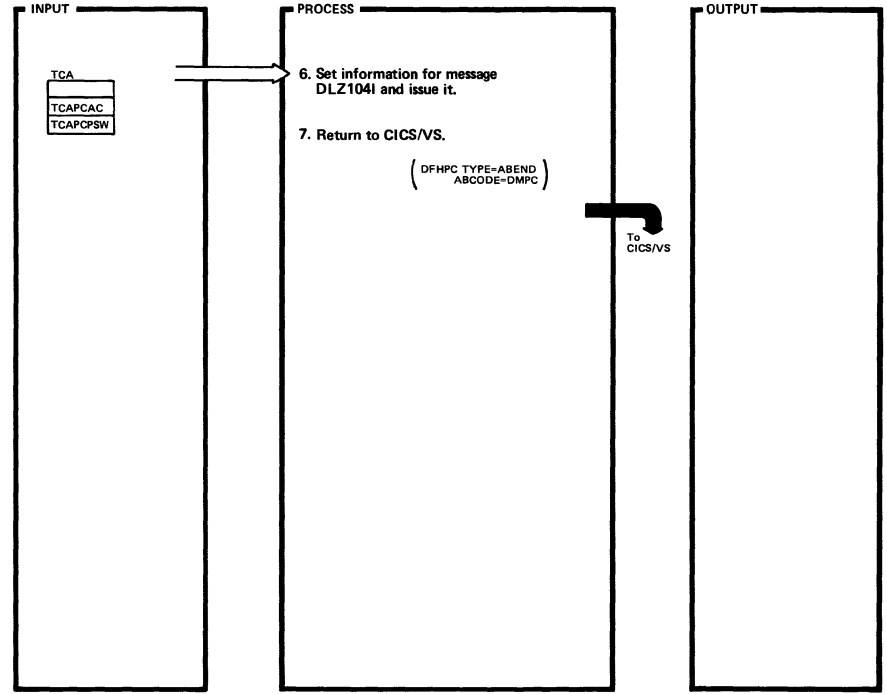 INPUT
PROCESS
OUTPUT
TCA
TCAPCAC
TCAPCPSW
6. Set information for message
DLZ104I and issue it.
7. Return to CICS/VS.
( DFHPC TYPE=ABEND
ABCODE=DMPC )
To
CICS/VS